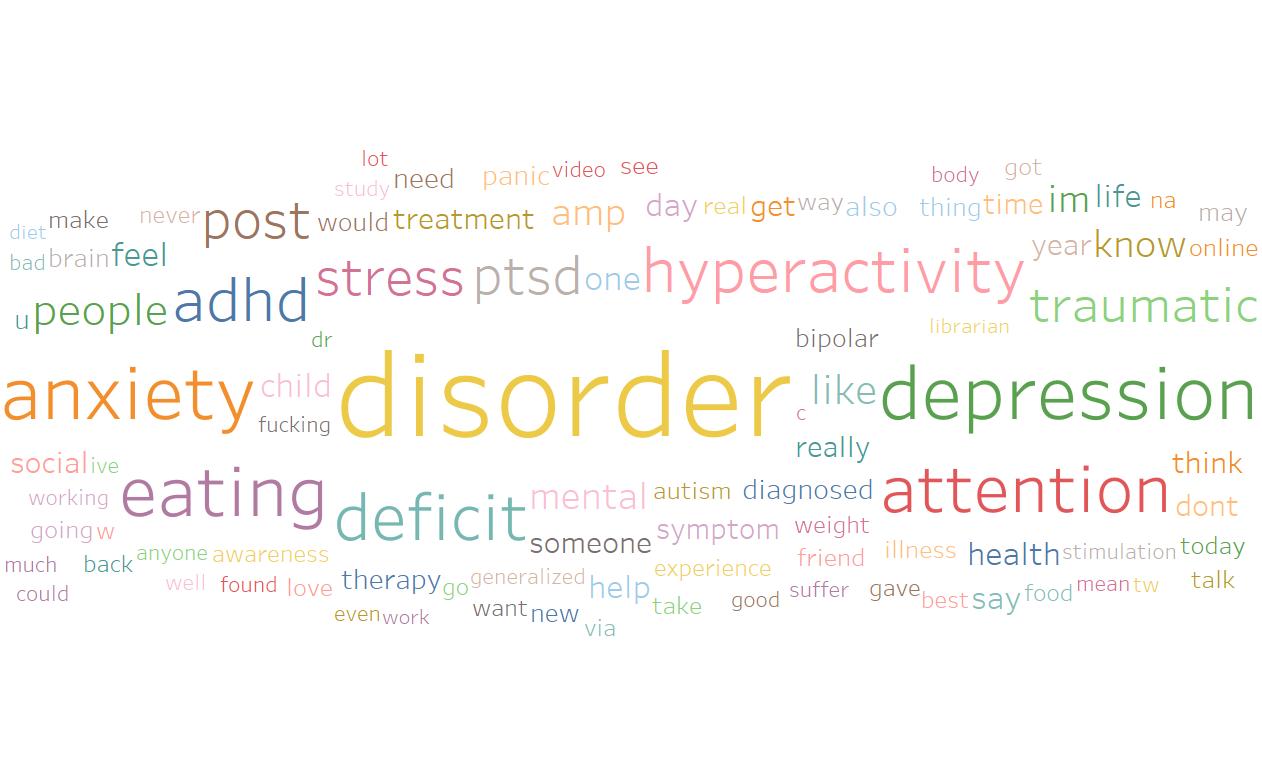 lot
study need panic video see body got
diet make never post would treatment amp day real get way also thing time im life na may
bad brain feel stress ptsd one hyperactivity year know online
u people adhd traumatic
dr bipolar librarian
anxiety child disorder like depression
fucking c
really
social live eating deficit mental autism diagnosed attention think
working symptom weight dont
going w someone
much back anyone awareness friend illness health stimulation today
could well found love therapy go generalized help experience suffer gave best say food mean tw talk
even work want new take good
via